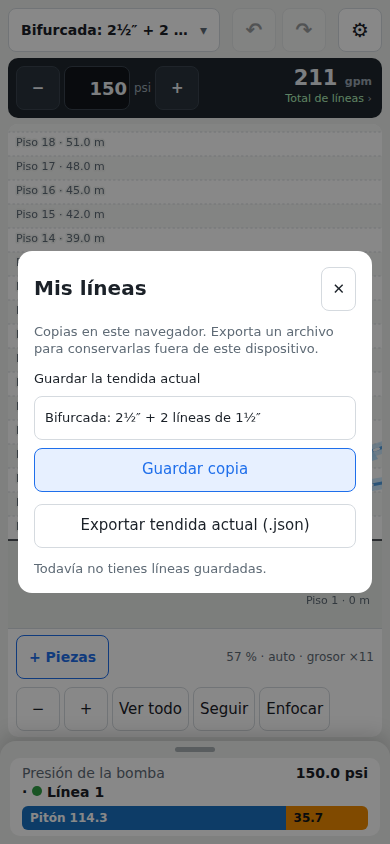 Bifurcada: 2½″ + 2 ... ▾ ↶ ↷ ⚙
− 150 psi + 211 gpm
Total de líneas ›
Piso 18 · 51.0 m
Piso 17 · 48.0 m
Piso 16 · 45.0 m
Piso 15 · 42.0 m
Piso 14 · 39.0 m
Mis líneas ✕
Copias en este navegador. Exporta un archivo
para conservarlas fuera de este dispositivo.
Guardar la tendida actual
Bifurcada: 2½″ + 2 líneas de 1½″
Guardar copia
Exportar tendida actual (.json)
Todavía no tienes líneas guardadas.
Piso 1 · 0 m
+ Piezas 57 % · auto · grosor ×11
− + Ver todo Seguir Enfocar
Presión de la bomba 150.0 psi
· Línea 1
Pitón 114.3 35.7